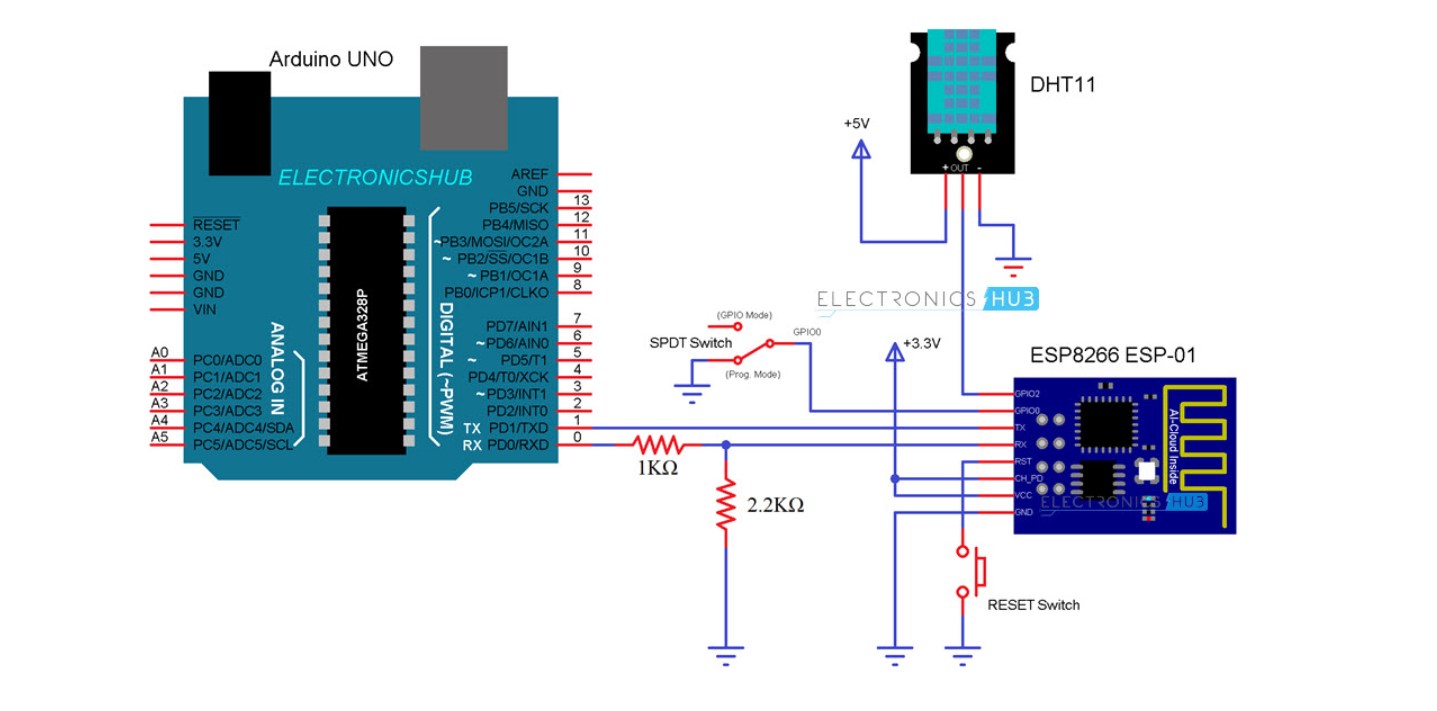 Arduino UNO
ELECTRONICSHUB
RESET
3.3V
5V
GND
GND
VIN
A0 PC0/ADC0
A1 PC1/ADC1
A2 PC2/ADC2
A3 PC3/ADC3
A4 PC4/ADC4/SDA
A5 PC5/ADC5/SCL
ANALOG IN
ATMEGA328P
DIGITAL (~PWM)
AREF
GND
PB5/SCK 13
PB4/MISO 12
~PB3/MOSI/OC2A 11
~ PB2/SS/OC1B 10
~ PB1/OC1A 9
PB0/ICP1/CLKO 8
PD7/AIN1 7
~PD6/AIN0 6
~ PD5/T1 5
PD4/T0/XCK 4
~PD3/INT1 3
PD2/INT0 2
TX PD1/TXD 1
RX PD0/RXD 0
1KΩ
2.2KΩ
SPDT Switch
(GPIO Mode)
(Prog. Mode)
GPIO0
+5V
+3.3V
DHT11
+ OUT -
ELECTRONICS HUB
ESP8266 ESP-01
GPIO2
GPIO0
TX
RX
RST
CH_PD
VCC
GND
AI-Cloud Inside
ELECTRONICS HUB
RESET Switch